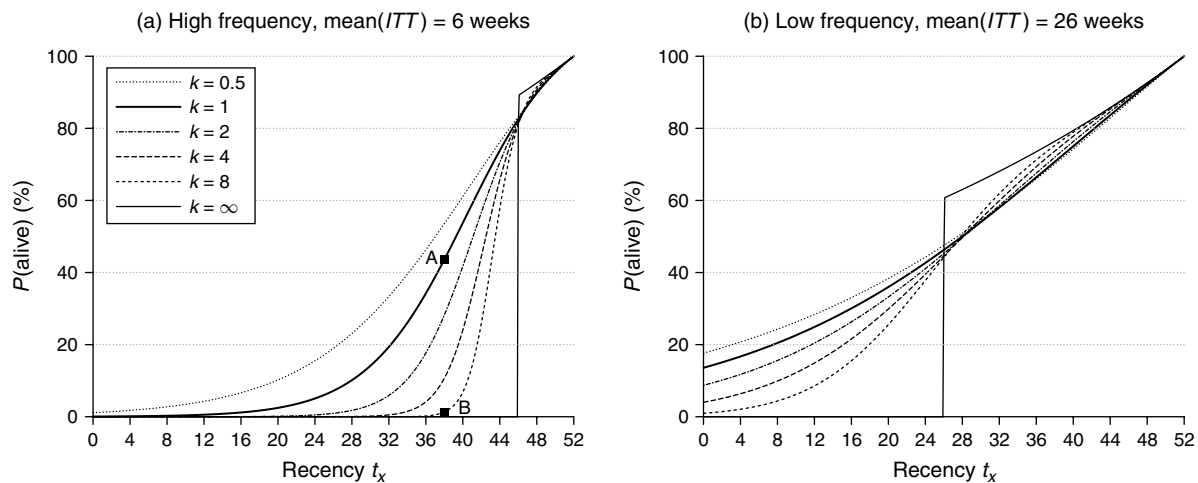 (a) High frequency, mean(ITT) = 6 weeks
P(alive) (%)
100
80
60
40
20
0
k = 0.5
k = 1
k = 2
k = 4
k = 8
k = ∞
A
B
0 4 8 12 16 20 24 28 32 36 40 44 48 52
Recency tx
(b) Low frequency, mean(ITT) = 26 weeks
P(alive) (%)
100
80
60
40
20
0
0 4 8 12 16 20 24 28 32 36 40 44 48 52
Recency tx